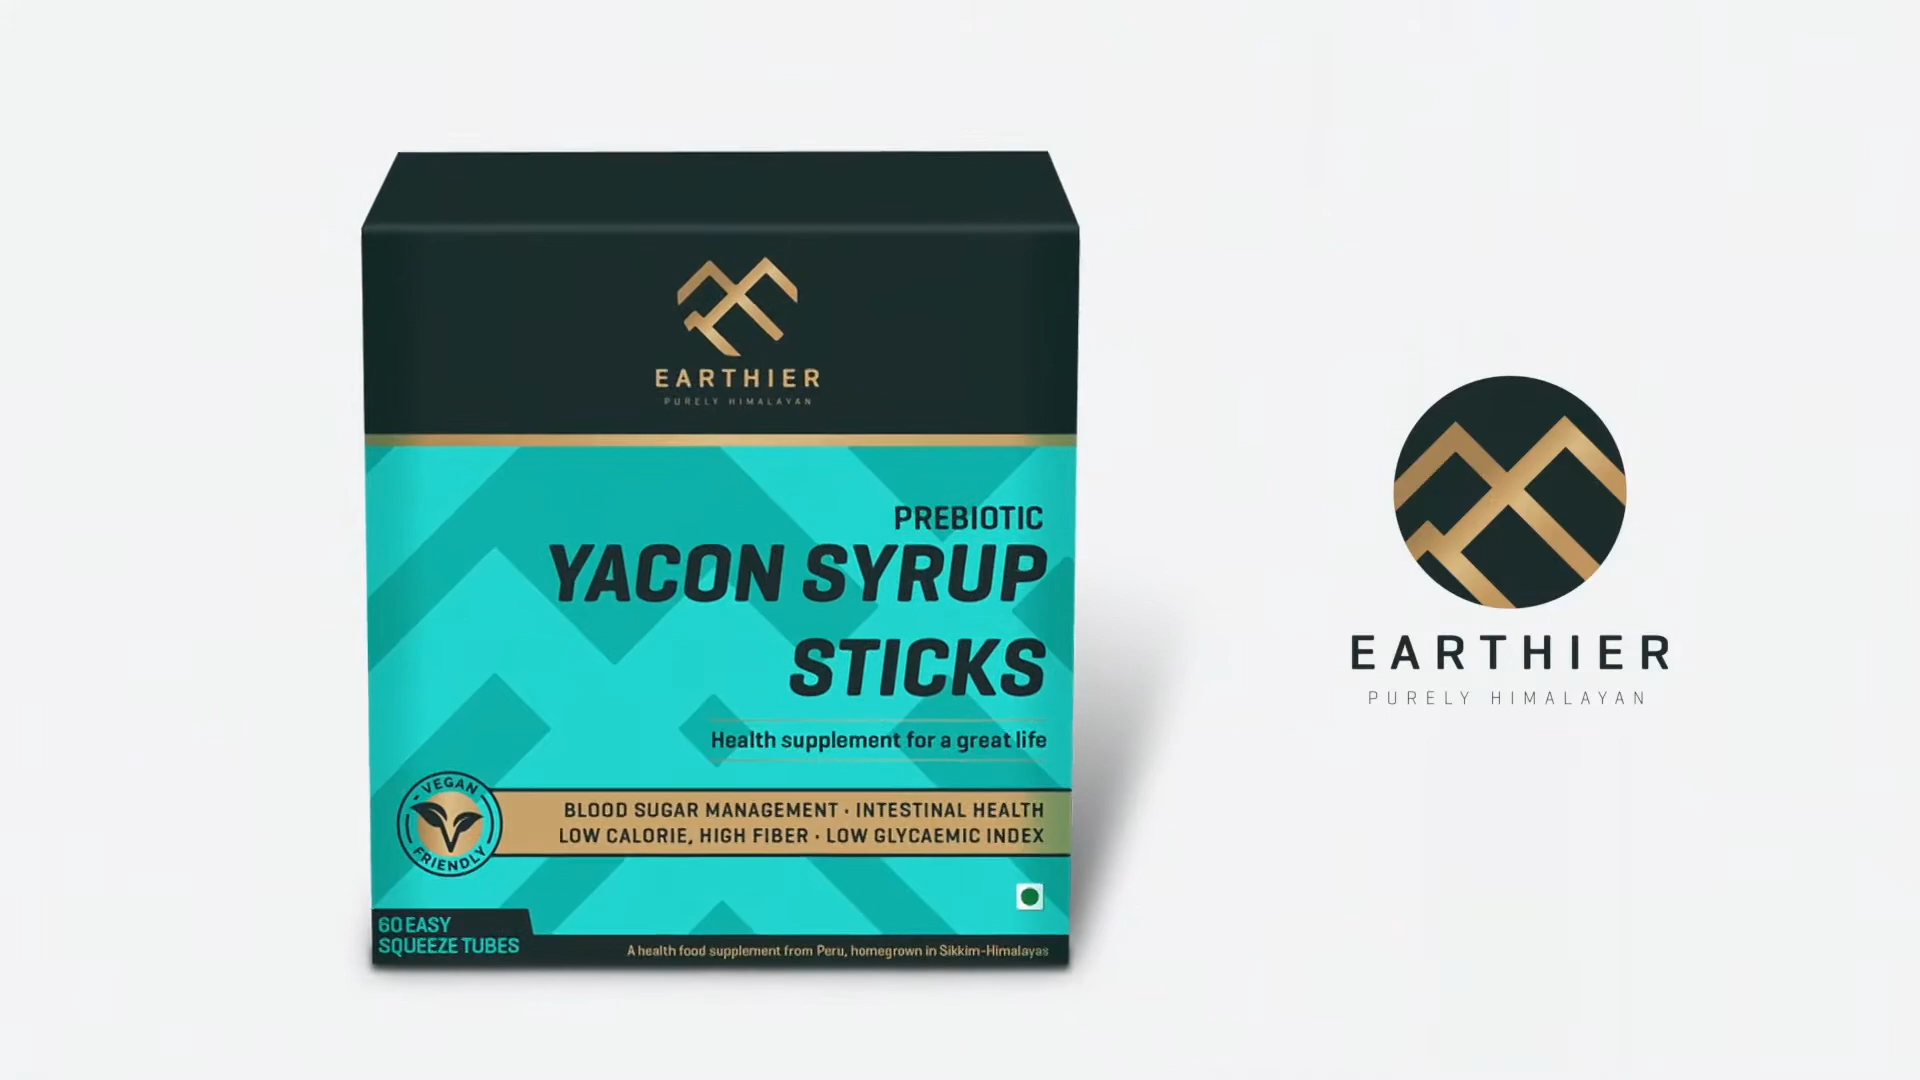 EARTHIER
PURELY HIMALAYAN
PREBIOTIC
YACON SYRUP
STICKS
Health supplement for a great life
VEGAN
FRIENDLY
BLOOD SUGAR MANAGEMENT · INTESTINAL HEALTH
LOW CALORIE, HIGH FIBER · LOW GLYCAEMIC INDEX
60 EASY
SQUEEZE TUBES
A health food supplement from Peru, homegrown in Sikkim-Himalayas
EARTHIER
PURELY HIMALAYAN